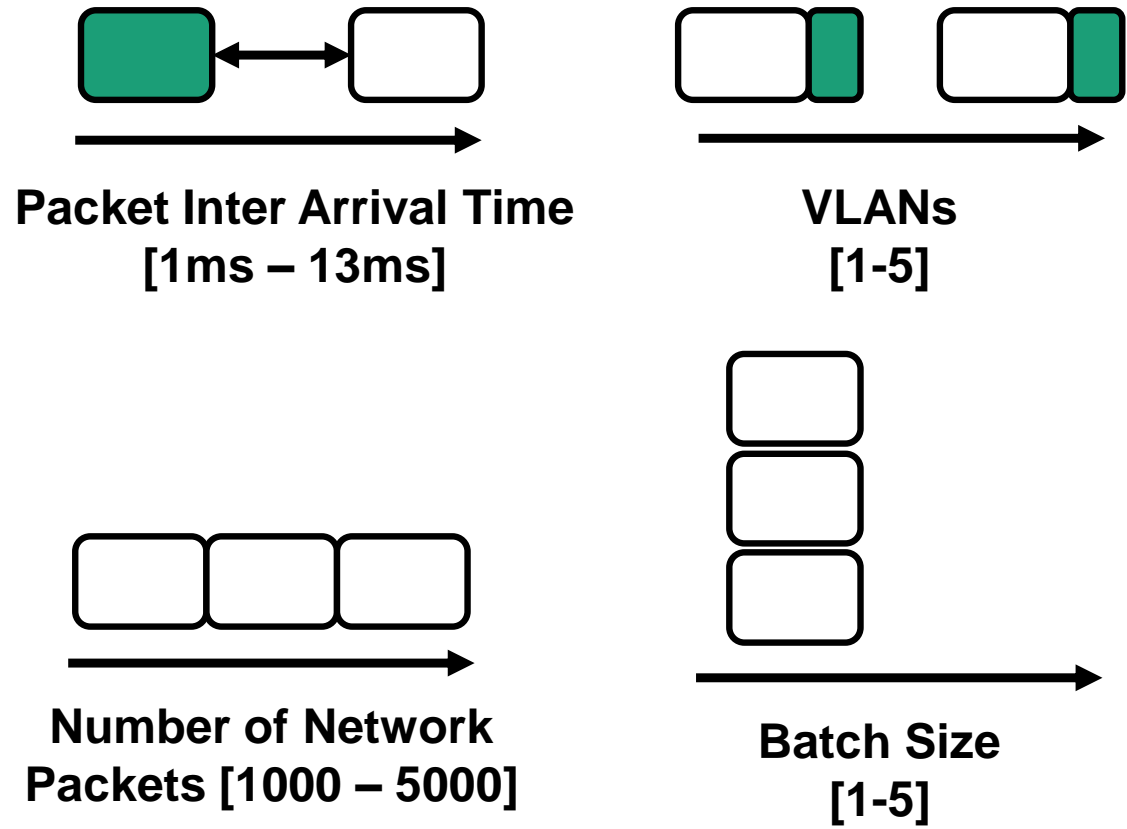 Packet Inter Arrival Time
[1ms – 13ms]
VLANs
[1-5]
Number of Network
Packets [1000 – 5000]
Batch Size
[1-5]